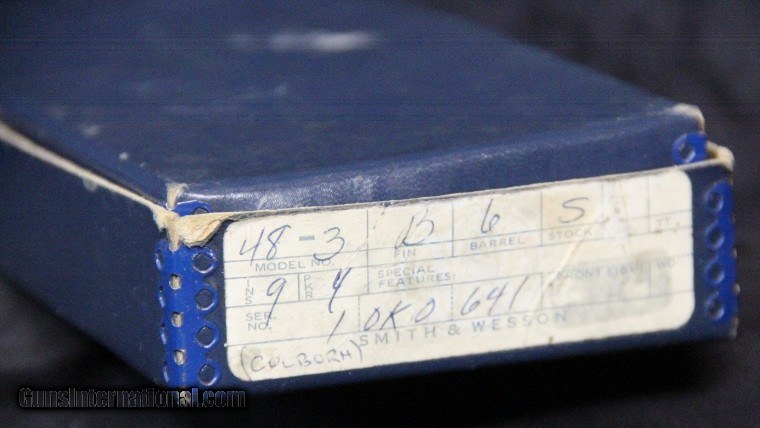 48-3 B 6 S
MODEL NO. FIN BARREL STOCK
INS 9 PKR 4 SPECIAL FEATURES:
SER. NO. 10K0641
SMITH & WESSON
(COLBORH)
GunsInternational.com